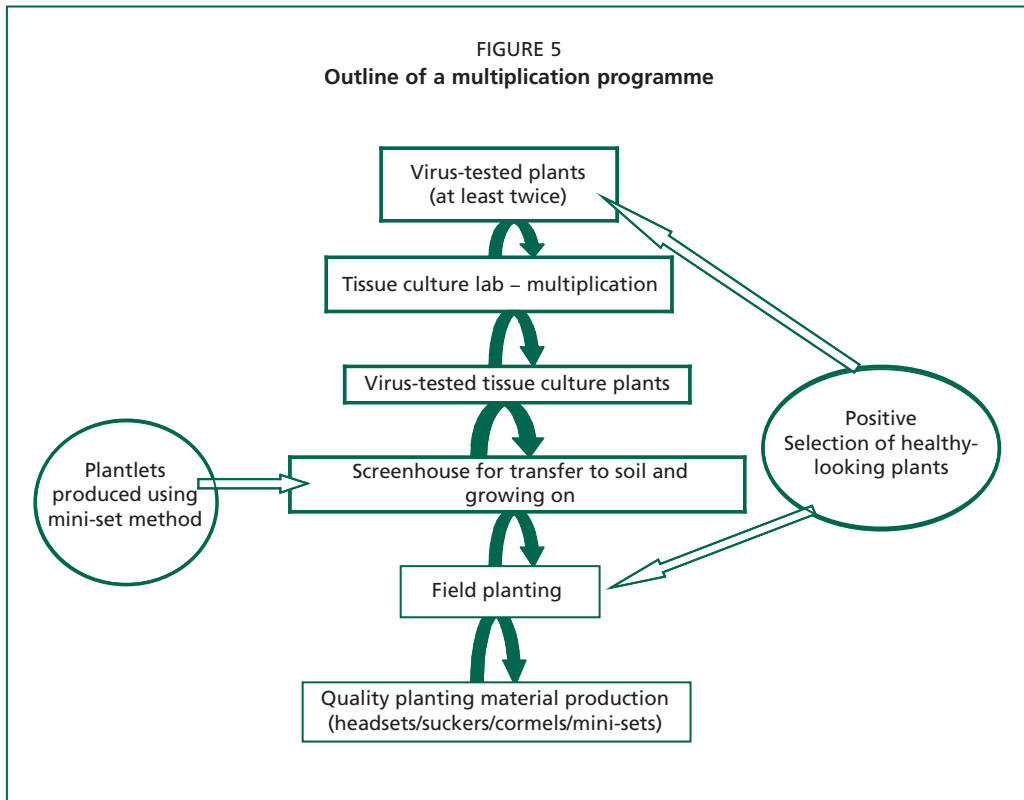 FIGURE 5
Outline of a multiplication programme
Virus-tested plants
(at least twice)
Tissue culture lab – multiplication
Virus-tested tissue culture plants
Positive
Selection of healthy-
looking plants
Plantlets
produced using
mini-set method
Screenhouse for transfer to soil and
growing on
Field planting
Quality planting material production
(headsets/suckers/cormels/mini-sets)